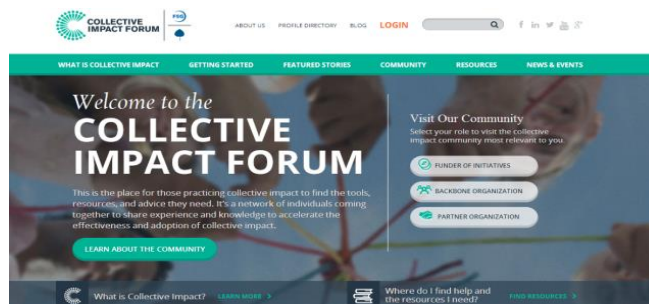 COLLECTIVE
IMPACT FORUM
FSG
ABOUT US PROFILE DIRECTORY BLOG LOGIN
WHAT IS COLLECTIVE IMPACT GETTING STARTED FEATURED STORIES COMMUNITY RESOURCES NEWS & EVENTS
Welcome to the
COLLECTIVE
IMPACT FORUM
This is the place for those practicing collective impact to find the tools,
resources, and advice they need. It's a network of individuals coming
together to share experience and knowledge to accelerate the
effectiveness and adoption of collective impact.
LEARN ABOUT THE COMMUNITY
Visit Our Community
Select your role to visit the collective
impact community most relevant to you
FUNDER OF INITIATIVES
BACKBONE ORGANIZATION
PARTNER ORGANIZATION
What is Collective Impact? LEARN MORE >
Where do I find help and
the resources I need? FIND RESOURCES >